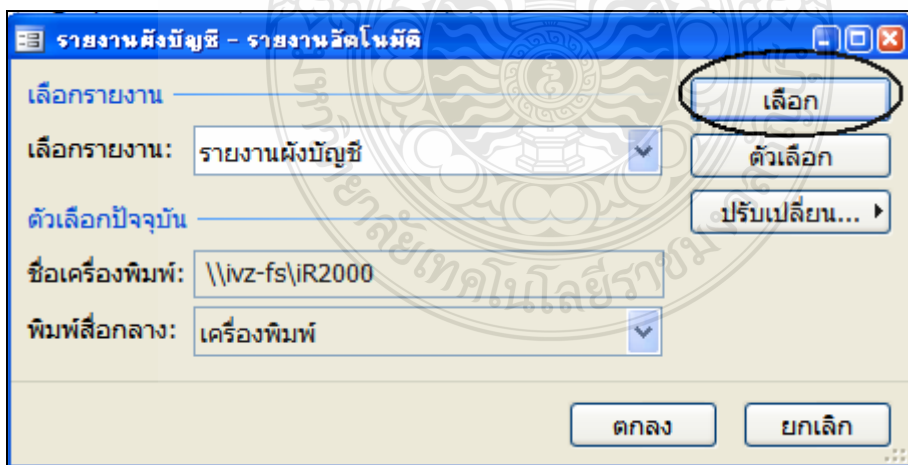 รายงานผังบัญชี - รายงานอัตโนมัติ
เลือกรายงาน
เลือก
เลือกรายงาน: รายงานผังบัญชี
ตัวเลือก
ตัวเลือกปัจจุบัน
ปรับเปลี่ยน...
ชื่อเครื่องพิมพ์: \\ivz-fs\iR2000
พิมพ์สื่อกลาง: เครื่องพิมพ์
ตกลง ยกเลิก